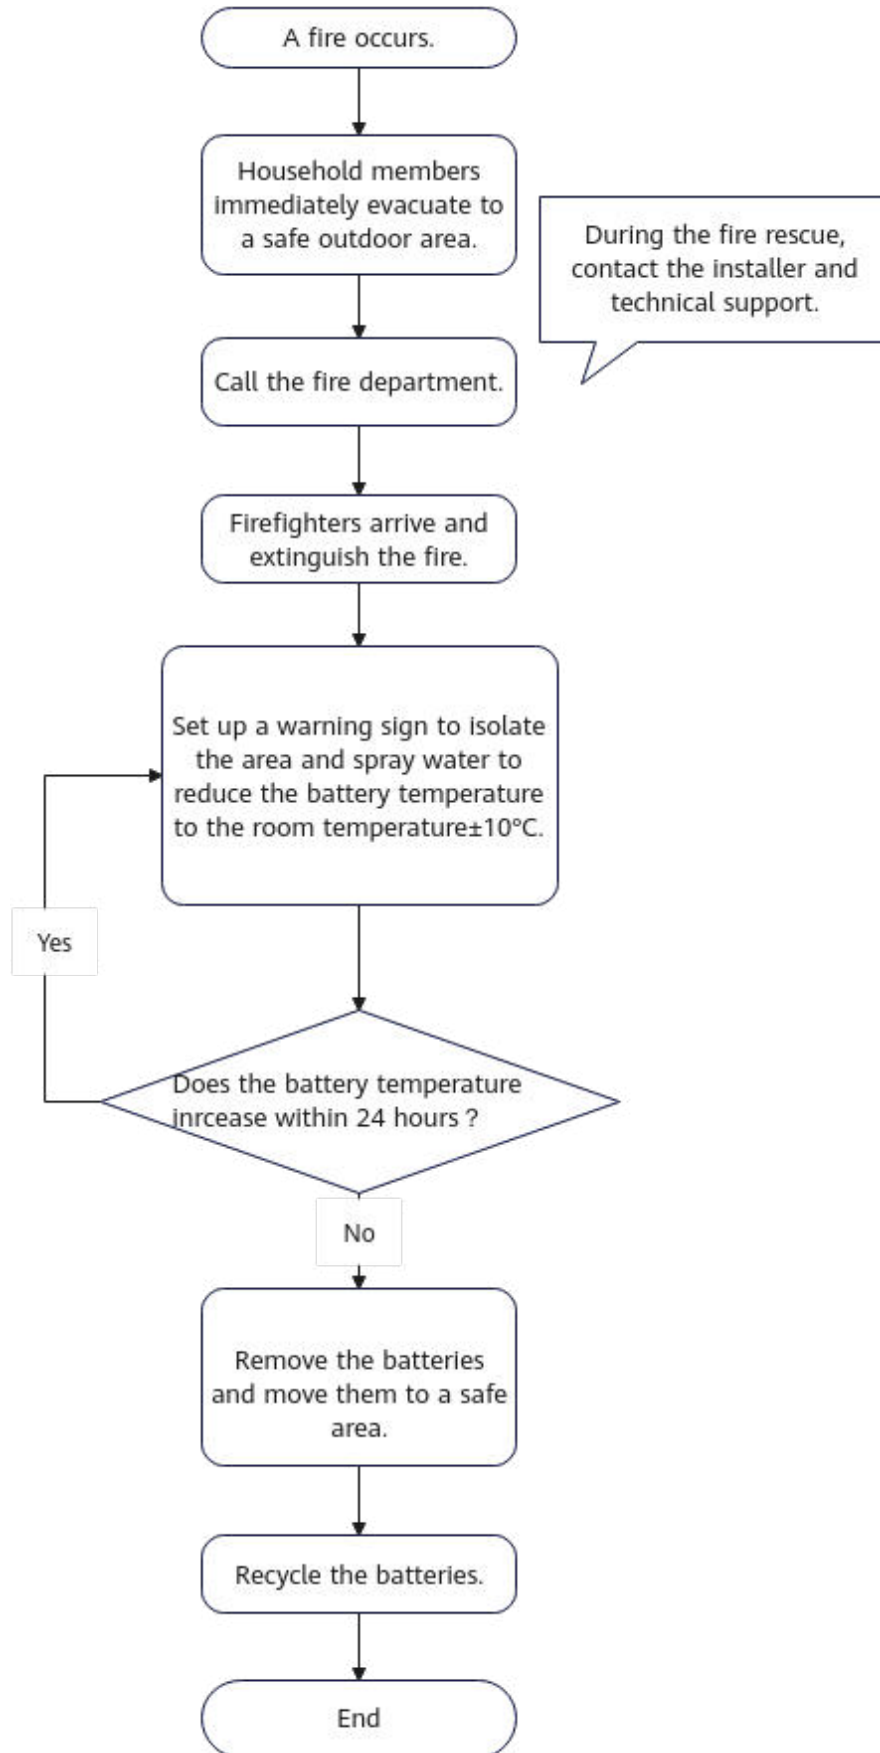 A fire occurs.
Household members
immediately evacuate to
a safe outdoor area.
During the fire rescue,
contact the installer and
technical support.
Call the fire department.
Firefighters arrive and
extinguish the fire.
Set up a warning sign to isolate
the area and spray water to
reduce the battery temperature
to the room temperature±10°C.
Yes
Does the battery temperature
inrcease within 24 hours？
No
Remove the batteries
and move them to a safe
area.
Recycle the batteries.
End